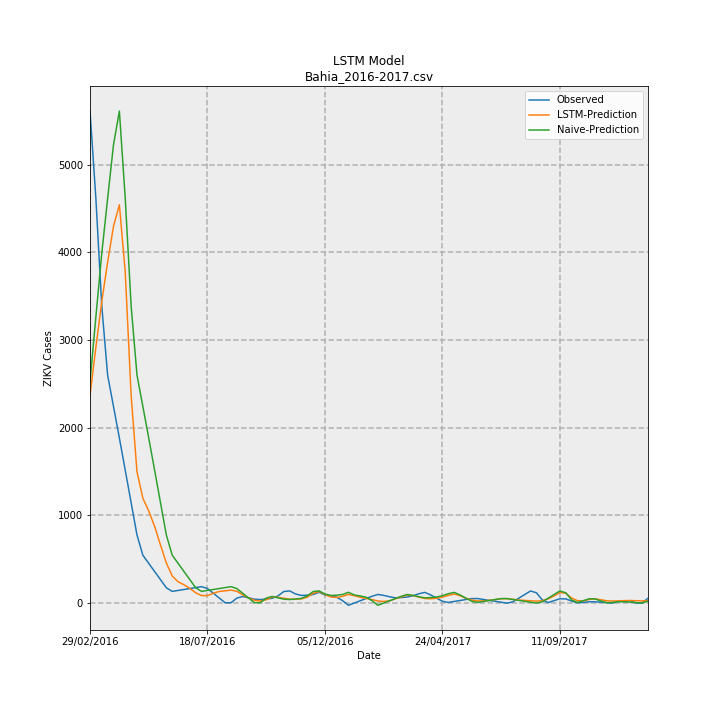 LSTM Model
Bahia_2016-2017.csv
Observed
LSTM-Prediction
Naive-Prediction
5000
4000
3000
2000
1000
0
ZIKV Cases
29/02/2016
18/07/2016
05/12/2016
24/04/2017
11/09/2017
Date